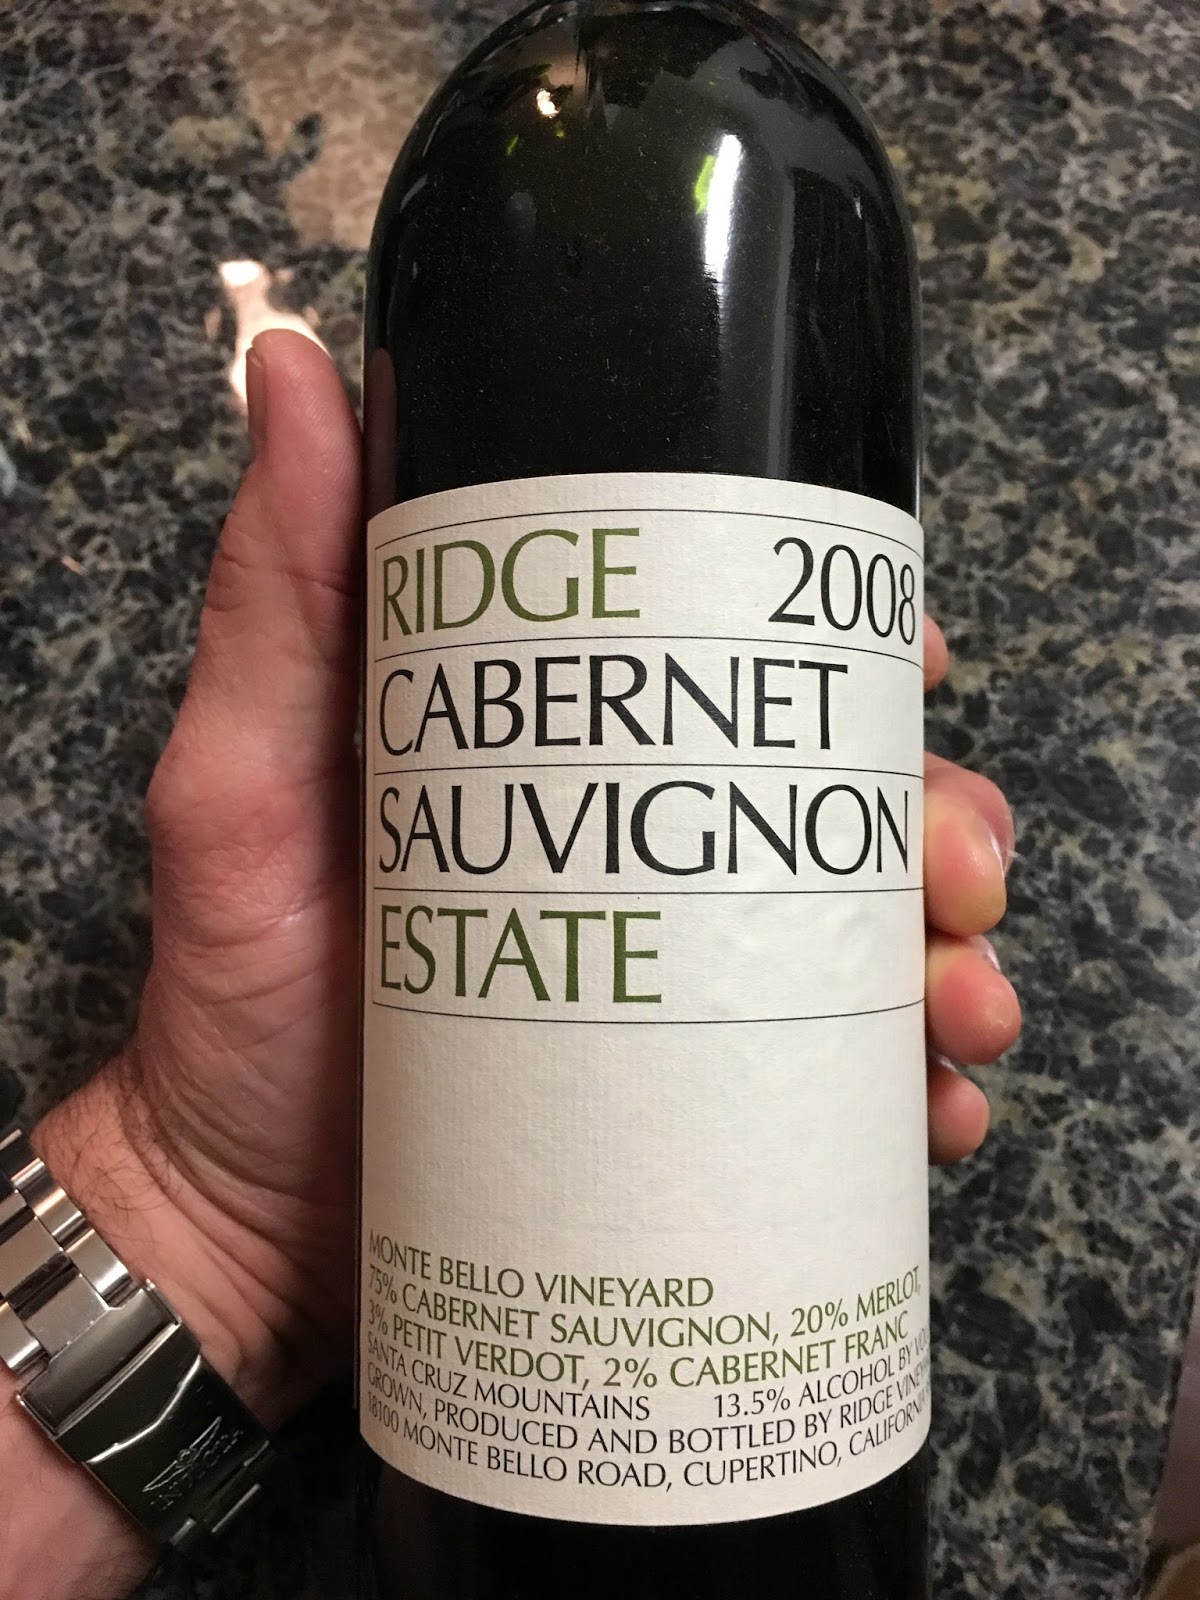 RIDGE 2008
CABERNET
SAUVIGNON
ESTATE
MONTE BELLO VINEYARD
75% CABERNET SAUVIGNON, 20% MERLOT,
3% PETIT VERDOT, 2% CABERNET FRANC
SANTA CRUZ MOUNTAINS 13.5% ALCOHOL BY
GROWN, PRODUCED AND BOTTLED BY RIDGE
18100 MONTE BELLO ROAD, CUPERTINO, CALIFORNIA
INVICTA